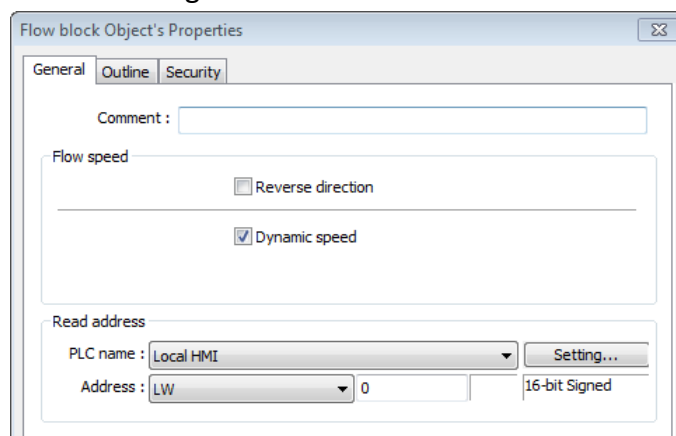 Flow block Object's Properties
General Outline Security
Comment :
Flow speed
Reverse direction
Dynamic speed
Read address
PLC name : Local HMI Setting...
Address : LW 0 16-bit Signed